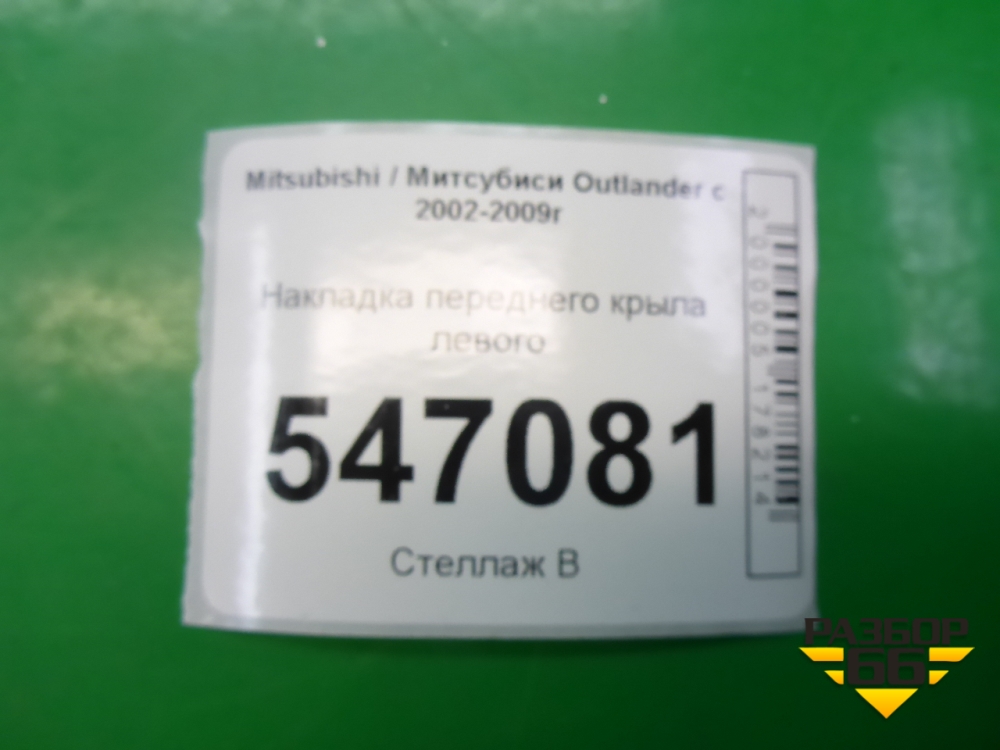 Mitsubishi / Митсубиси Outlander с
2002-2009г
Накладка переднего крыла
левого
547081
Стеллаж В
2000005178214
РАЗБОР
66